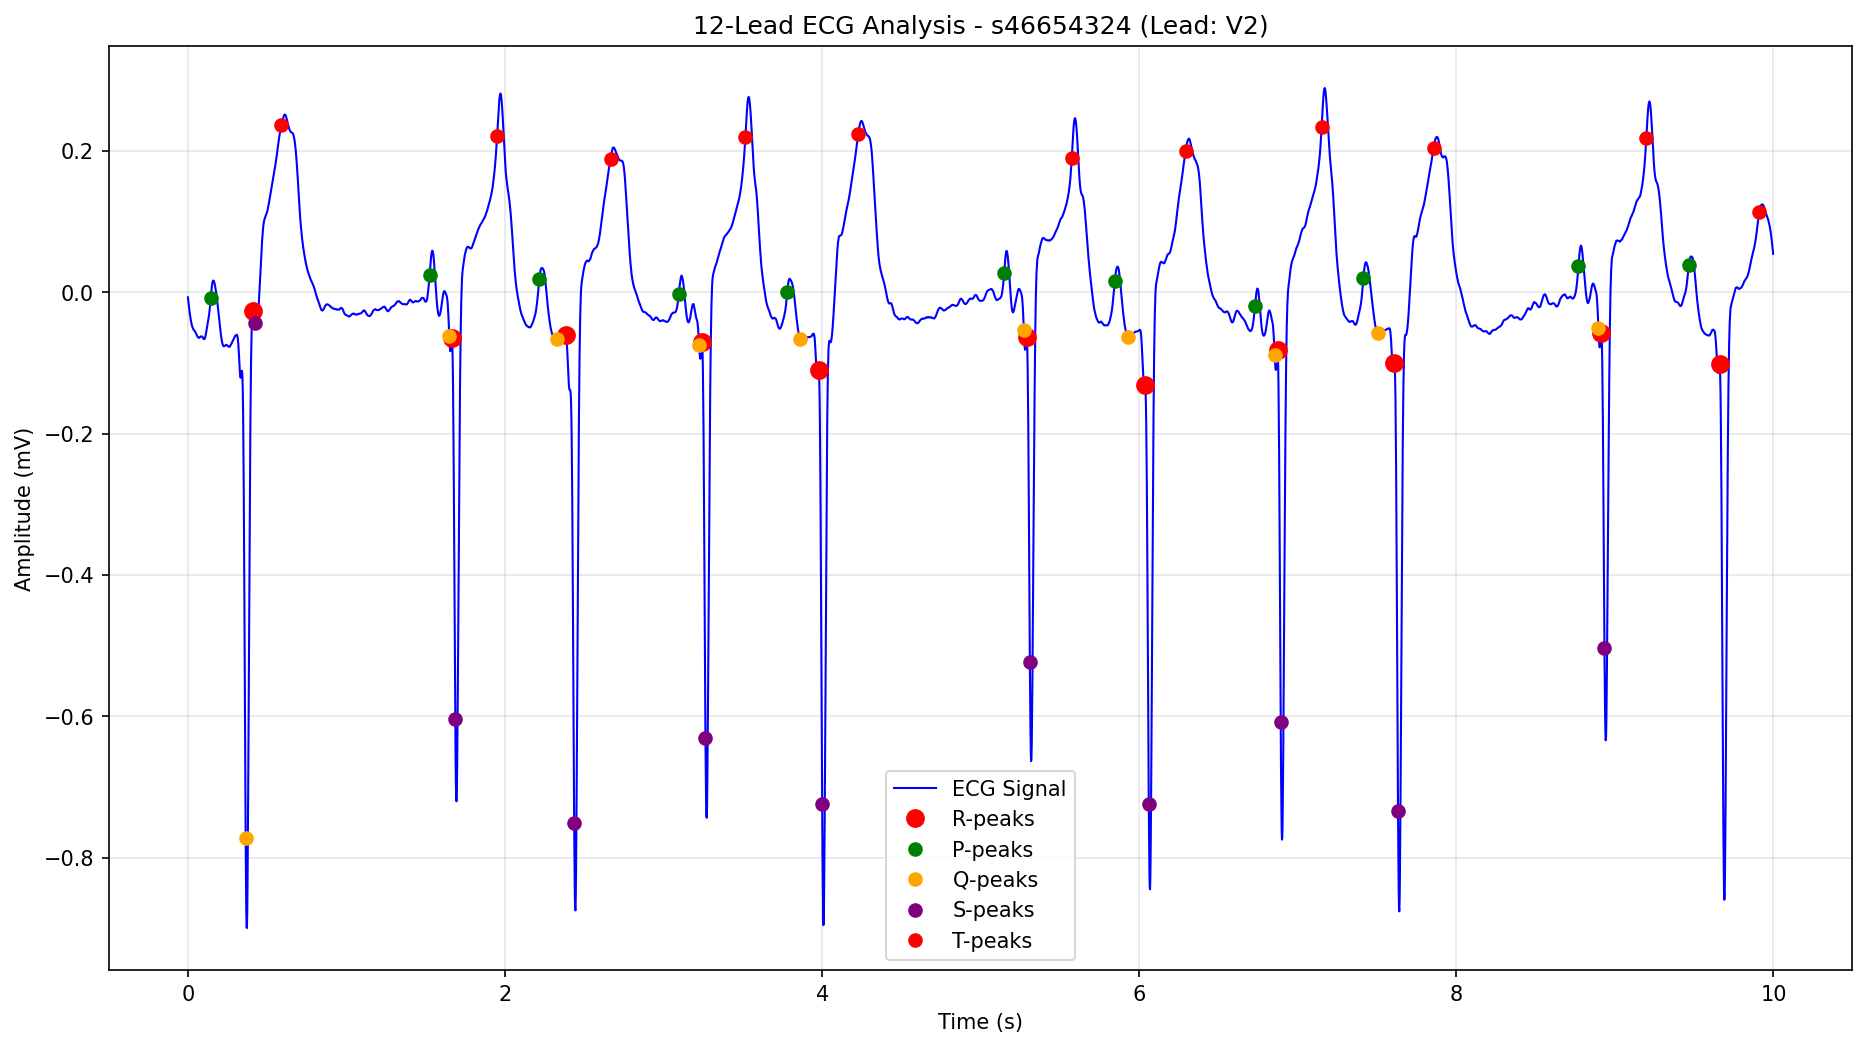 12-Lead ECG Analysis - s46654324 (Lead: V2)
Amplitude (mV)
0.2
0.0
−0.2
−0.4
−0.6
−0.8
ECG Signal
R-peaks
P-peaks
Q-peaks
S-peaks
T-peaks
0 2 4 6 8 10
Time (s)